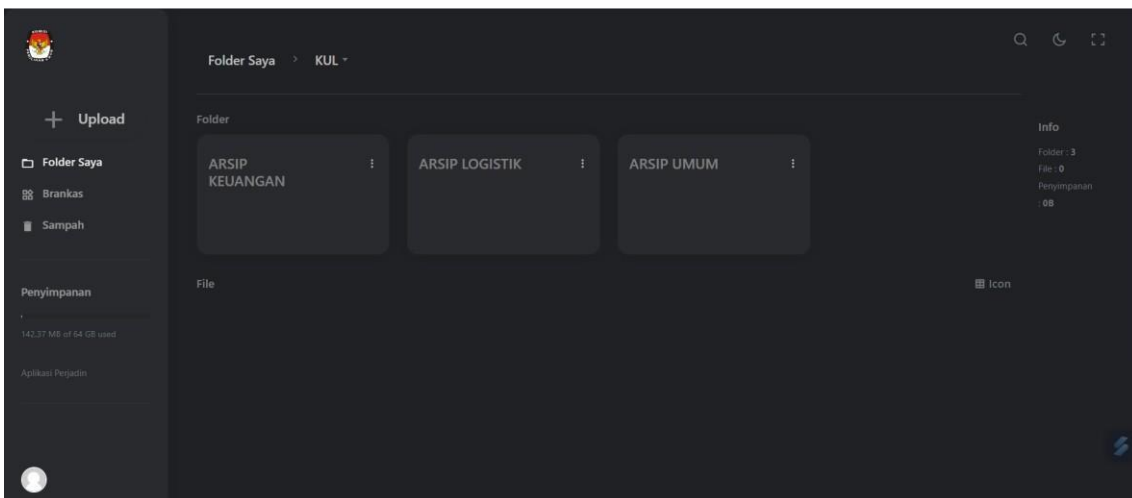 Upload
Folder Saya
Brankas
Sampah
Penyimpanan
142.37 MB of 64 GB used
Aplikasi Perjadin
Folder Saya > KUL
Folder
ARSIP
KEUANGAN
ARSIP LOGISTIK
ARSIP UMUM
File
Icon
Info
Folder : 3
File : 0
Penyimpanan
: 0B